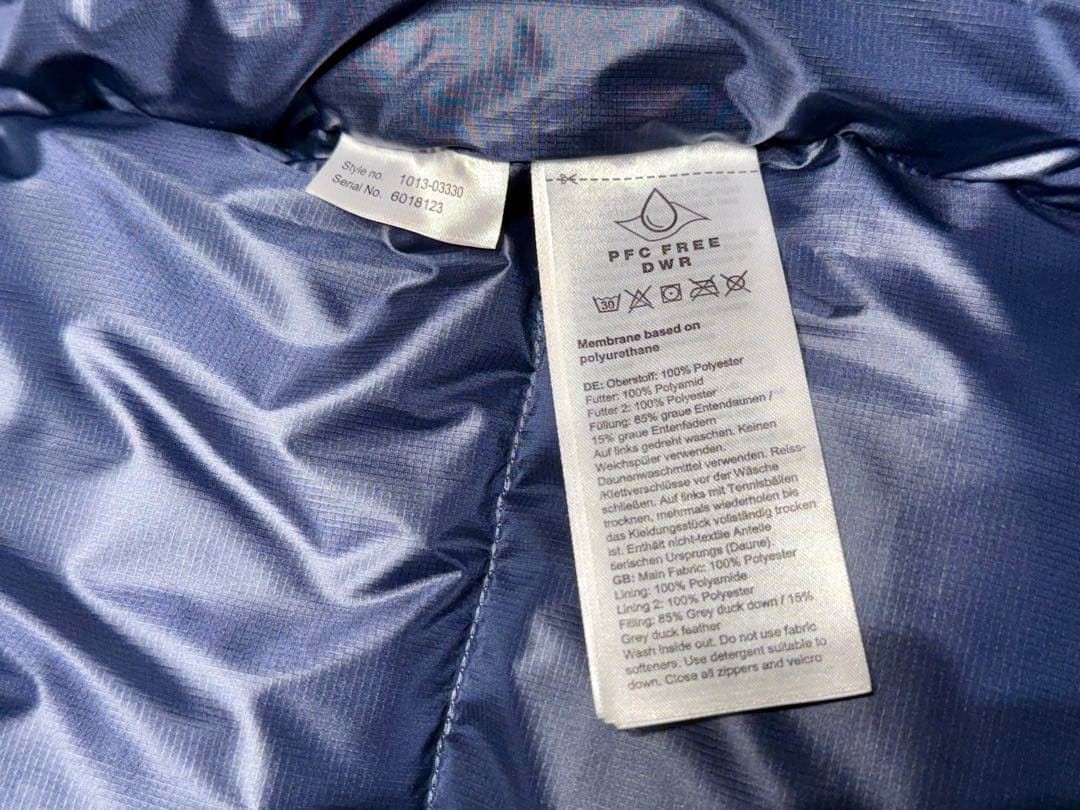 Style no. 1013-03330
Serial No. 6018123
PFC FREE
DWR
30
Membrane based on
polyurethane
DE: Oberstoff: 100% Polyester
Futter: 100% Polyamid
Futter 2: 100% Polyester
Füllung: 85% graue Entendaunen /
15% graue Entenfadern
Auf links gedreht waschen. Keinen
Weichspüler verwenden.
Daunenwaschmittel verwenden. Reiss-
/Klettverschlüsse vor der Wäsche
schließen. Auf links mit Tennisbällen
trocknen, mehrmals wiederholen bis
das Kleidungsstück vollständig trocken
ist. Enthält nicht-textile Anteile
tierischen Ursprungs (Daune).
GB: Main Fabric: 100% Polyester
Lining: 100% Polyamide
Lining 2: 100% Polyester
Filling: 85% Grey duck down / 15%
Grey duck feather
Wash Inside out. Do not use fabric
softeners. Use detergent suitable to
down. Close all zippers and velcro